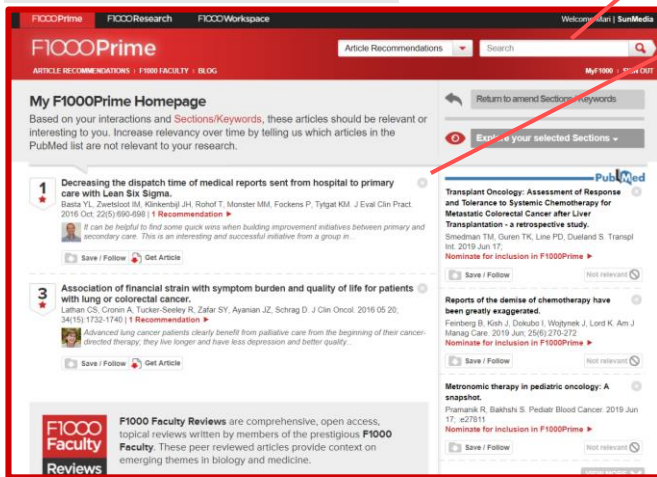 F1000Prime F1000Research F1000Workspace Welcome Mari | SunMedia
F1000Prime
Article Recommendations
Search
ARTICLE RECOMMENDATIONS | F1000 FACULTY | BLOG
MyF1000 | SIGN OUT
My F1000Prime Homepage
Based on your interactions and Sections/Keywords, these articles should be relevant or
interesting to you. Increase relevancy over time by telling us which articles in the
PubMed list are not relevant to your research.
Return to amend Sections/Keywords
Explore your selected Sections
1
Decreasing the dispatch time of medical reports sent from hospital to primary
care with Lean Six Sigma.
Basta YL, Zwetsloot IM, Klinkenbijl JH, Rohof T, Monster MM, Fockens P, Tytgat KM. J Eval Clin Pract.
2016 Oct; 22(5):690-698 | 1 Recommendation
It can be helpful to find some quick wins when building improvement initiatives between primary and
secondary care. This is an interesting and successful initiative from a group in...
Save / Follow Get Article
3
Association of financial strain with symptom burden and quality of life for patients
with lung or colorectal cancer.
Lathan CS, Cronin A, Tucker-Seeley R, Zafar SY, Ayanian JZ, Schrag D. J Clin Oncol. 2016 05 20;
34(15):1732-1740 | 1 Recommendation
Advanced lung cancer patients clearly benefit from palliative care from the beginning of their cancer-
directed therapy; they live longer and have less depression and better quality...
Save / Follow Get Article
F1000
Faculty
Reviews
F1000 Faculty Reviews are comprehensive, open access,
topical reviews written by members of the prestigious F1000
Faculty. These peer reviewed articles provide context on
emerging themes in biology and medicine.
PubMed
Transplant Oncology: Assessment of Response
and Tolerance to Systemic Chemotherapy for
Metastatic Colorectal Cancer after Liver
Transplantation - a retrospective study.
Smedman TM, Guren TK, Line PD, Dueland S. Transpl
Int. 2019 Jun 17;
Nominate for inclusion in F1000Prime
Save / Follow Not relevant
Reports of the demise of chemotherapy have
been greatly exaggerated.
Feinberg B, Kish J, Dokubo I, Wojtynek J, Lord K. Am J
Manag Care. 2019 Jun, 25(6):270-272
Nominate for inclusion in F1000Prime
Save / Follow Not relevant
Metronomic therapy in pediatric oncology: A
snapshot.
Pramanik R, Bakhshi S. Pediatr Blood Cancer. 2019 Jun
17; :e27811
Nominate for inclusion in F1000Prime
Save / Follow Not relevant